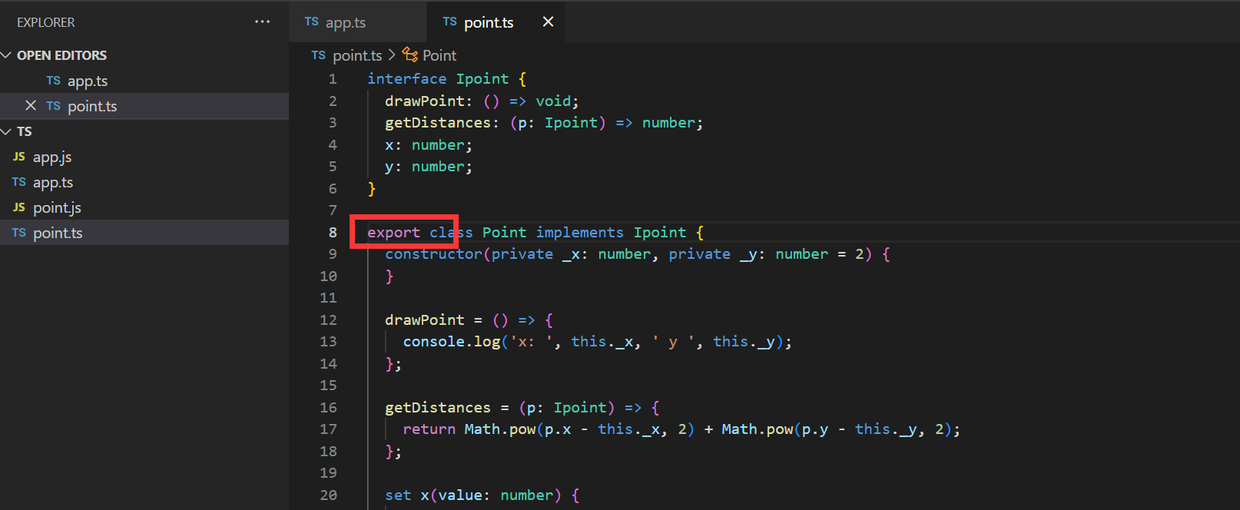 EXPLORER ...
OPEN EDITORS
TS app.ts
TS point.ts
TS
JS app.js
TS app.ts
JS point.js
TS point.ts
TS app.ts TS point.ts
TS point.ts > Point
1 interface Ipoint {
2 drawPoint: () => void;
3 getDistances: (p: Ipoint) => number;
4 x: number;
5 y: number;
6 }
7
8 export class Point implements Ipoint {
9 constructor(private _x: number, private _y: number = 2) {
10 }
11
12 drawPoint = () => {
13 console.log('x: ', this._x, ' y ', this._y);
14 };
15
16 getDistances = (p: Ipoint) => {
17 return Math.pow(p.x - this._x, 2) + Math.pow(p.y - this._y, 2);
18 };
19
20 set x(value: number) {